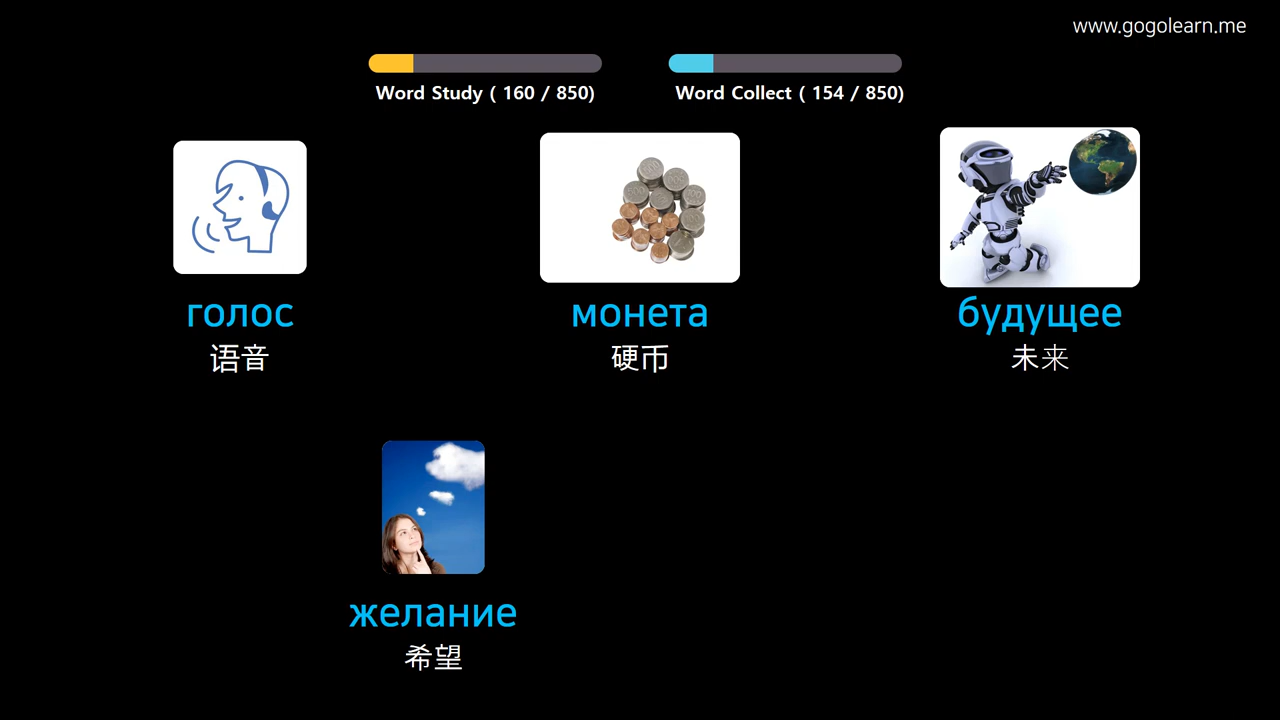 www.gogolearn.me
Word Study ( 160 / 850)
Word Collect ( 154 / 850)
голос
语音
монета
硬币
будущее
未来
желание
希望